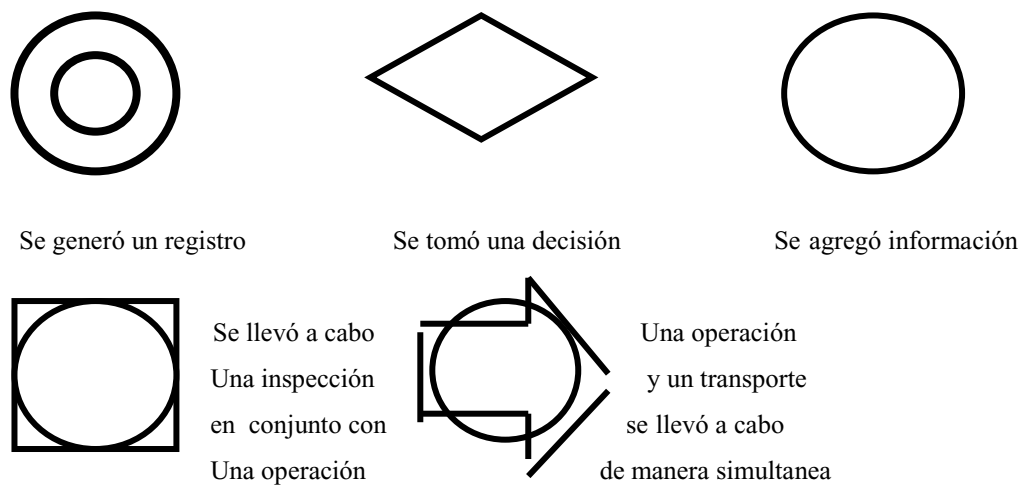 Se generó un registro
Se tomó una decisión
Se agregó información
Se llevó a cabo
Una inspección
en conjunto con
Una operación
Una operación
y un transporte
se llevó a cabo
de manera simultanea